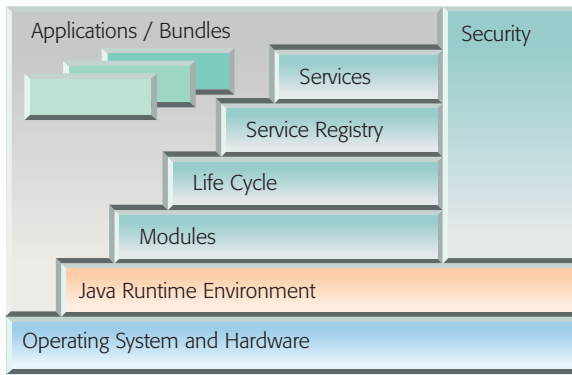 Applications / Bundles
Security
Services
Service Registry
Life Cycle
Modules
Java Runtime Environment
Operating System and Hardware